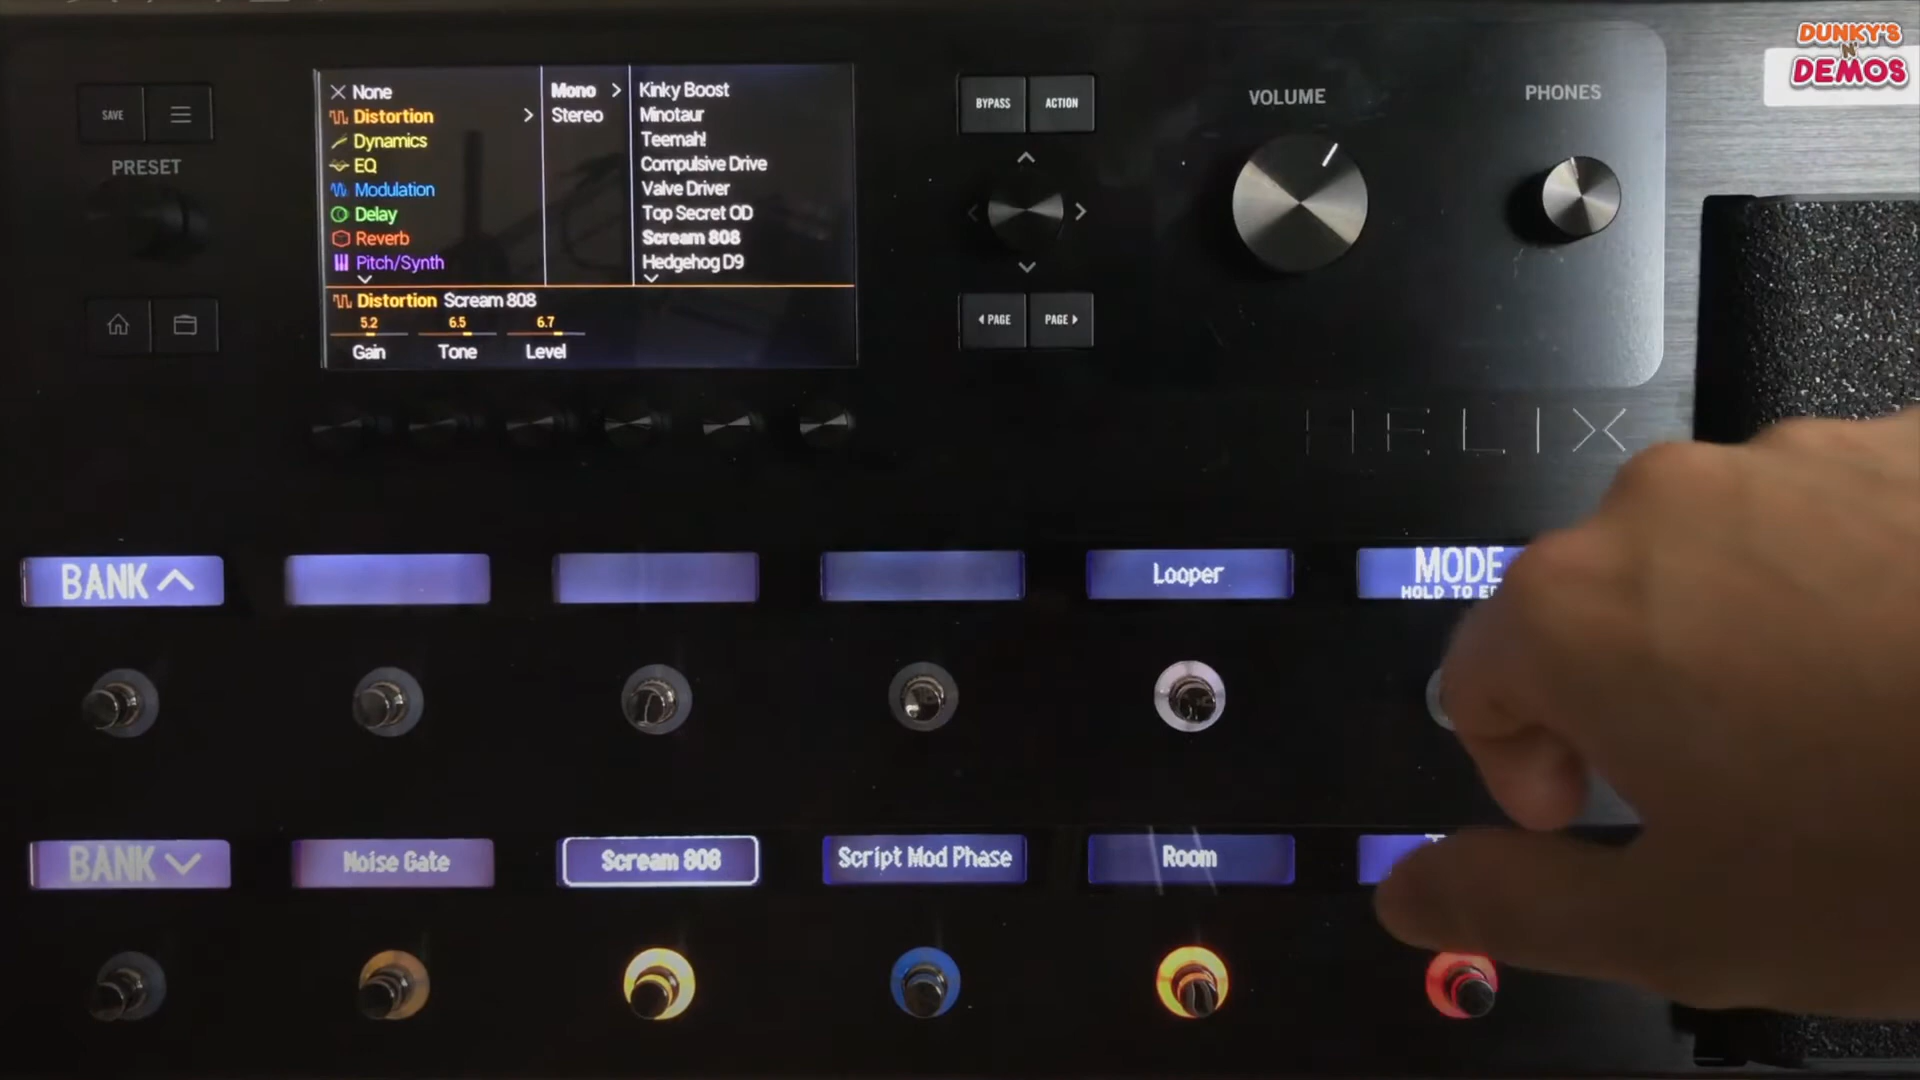 DUNKY'S
N'
DEMOS
SAVE
PRESET
None
Distortion
Dynamics
EQ
Modulation
Delay
Reverb
Pitch/Synth
Mono
Stereo
Kinky Boost
Minotaur
Teemah!
Compulsive Drive
Valve Driver
Top Secret OD
Scream 808
Hedgehog D9
Distortion Scream 808
5.2 6.5 6.7
Gain Tone Level
BYPASS ACTION
PAGE PAGE
VOLUME
PHONES
HELIX
BANK
Looper
MODE
HOLD TO
BANK
Noise Gate
Scream 808
Script Mod Phase
Room